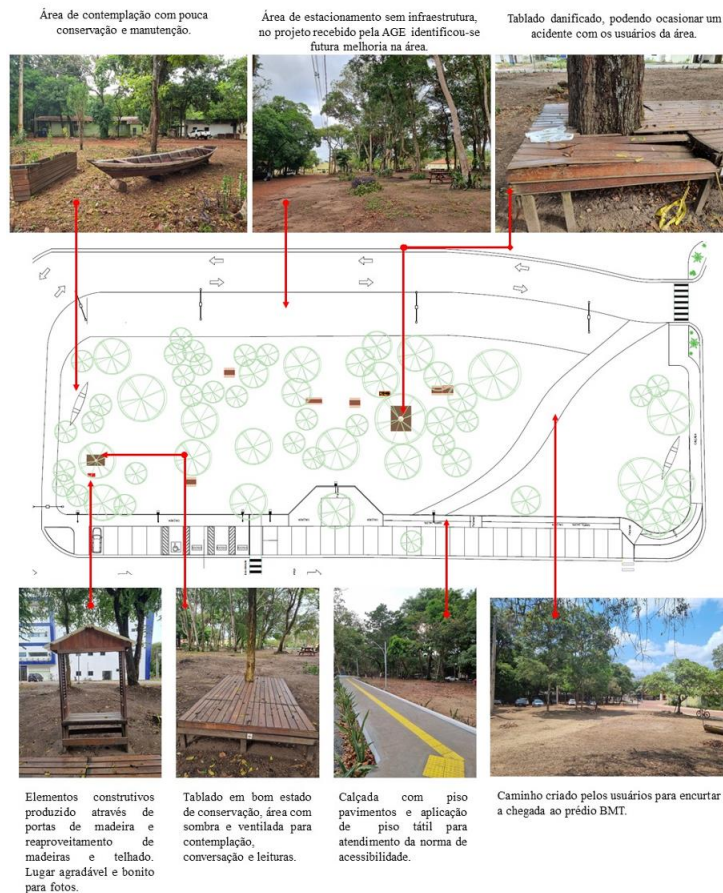 Área de contemplação com pouca
conservação e manutenção.
Área de estacionamento sem infraestrutura,
no projeto recebido pela AGE identificou-se
futura melhoria na área.
Tablado danificado, podendo ocasionar um
acidente com os usuários da área.
Elementos construtivos
produzido através de
portas de madeira e
reaproveitamento de
madeiras e telhado.
Lugar agradável e bonito
para fotos.
Tablado em bom estado
de conservação, área com
sombra e ventilada para
contemplação,
conversação e leituras.
Calçada com piso
pavimentos e aplicação
de piso tátil para
atendimento da norma de
acessibilidade.
Caminho criado pelos usuários para encurtar
a chegada ao prédio BMT.